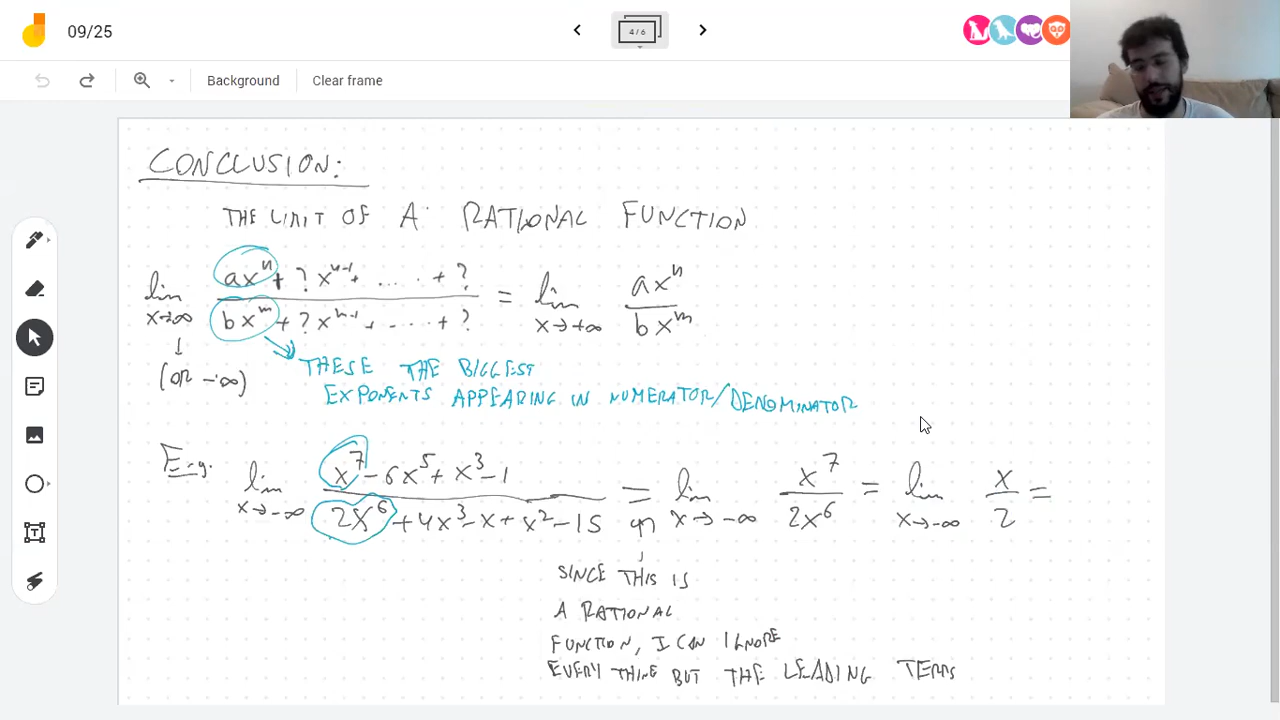 09/25
4/6
Background
Clear frame
CONCLUSION:
THE LIMIT OF A RATIONAL FUNCTION
lim x→∞ (OR -∞) (ax^n + ? x^n-1 + ..... + ?) / (bx^m + ? x^m-1 + ..... + ?) = lim x→+∞ ax^n / bx^m
THESE THE BIGGEST
EXPONENTS APPEARING IN NUMERATOR/DENOMINATOR
E.g. lim x→-∞ (x^7 - 6x^5 + x^3 - 1) / (2x^6 + 4x^3 - x + x^2 - 15) = lim x→-∞ x^7 / 2x^6 = lim x→-∞ x / 2 =
SINCE THIS IS
A RATIONAL
FUNCTION, I CAN IGNORE
EVERYTHING BUT THE LEADING TERMS